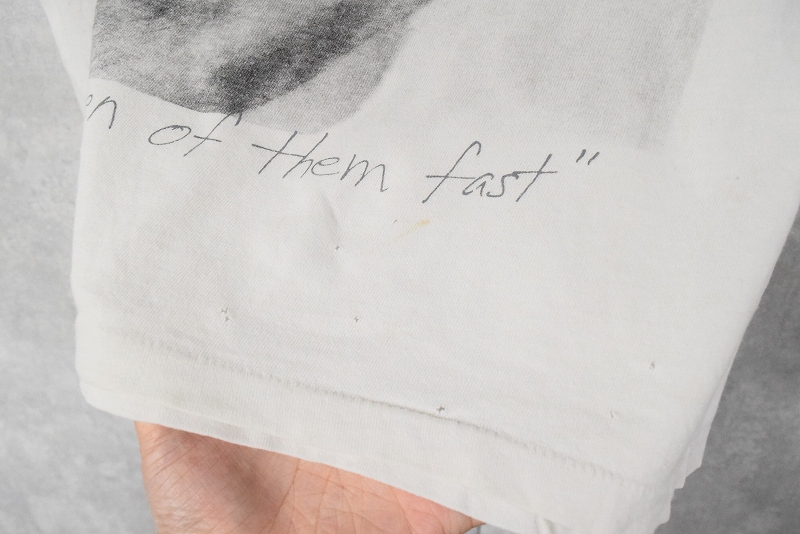 of them fast"